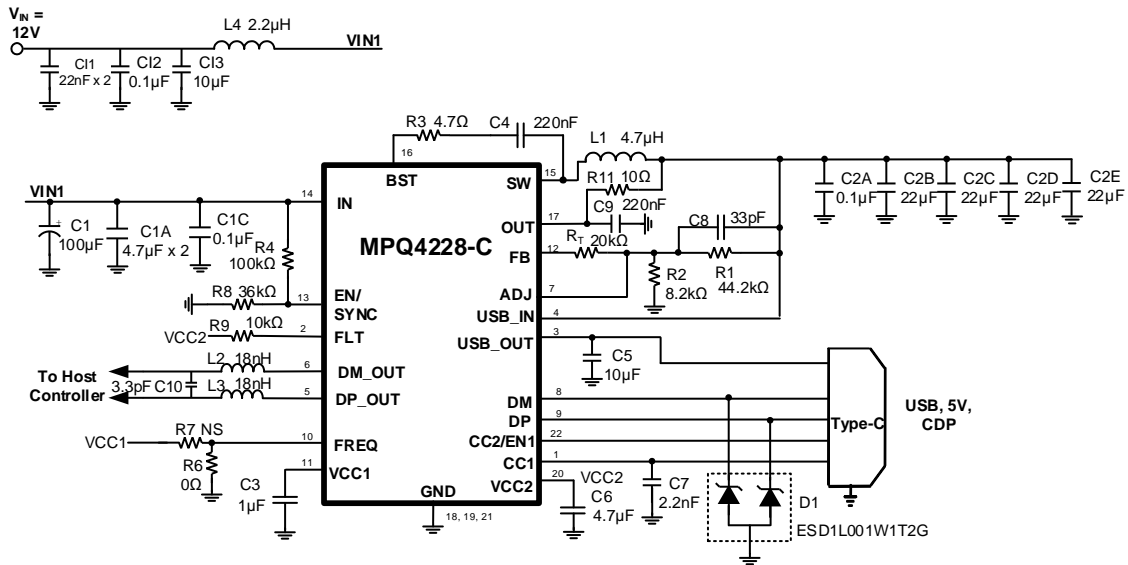 VIN =
12V
L4 2.2µH
VIN1
CI1
22nF x 2
CI2
0.1µF
CI3
10µF
R3 4.7Ω
C4
220nF
L1 4.7µH
16
BST
15
SW
R11 10Ω
C9 220nF
C2A
0.1µF
C2B
22µF
C2C
22µF
C2D
22µF
C2E
22µF
VIN1
14
IN
17
OUT
C8 33pF
C1
100µF
C1A
4.7µF x 2
C1C
0.1µF
R4
100kΩ
MPQ4228-C
12
FB
RT 20kΩ
R2
8.2kΩ
R1
44.2kΩ
7
ADJ
R8 36kΩ
13
EN/
SYNC
4
USB_IN
VCC2
R9 10kΩ
2
FLT
3
USB_OUT
C5
10µF
L2 18nH
6
DM_OUT
To Host
Controller
3.3pF C10
L3 18nH
5
DP_OUT
8
DM
9
DP
Type-C
USB, 5V,
CDP
VCC1
R7 NS
10
FREQ
22
CC2/EN1
R6
0Ω
11
VCC1
1
CC1
C3
1µF
20
VCC2
VCC2
C6
4.7µF
C7
2.2nF
GND
18, 19, 21
D1
ESD1L001W1T2G